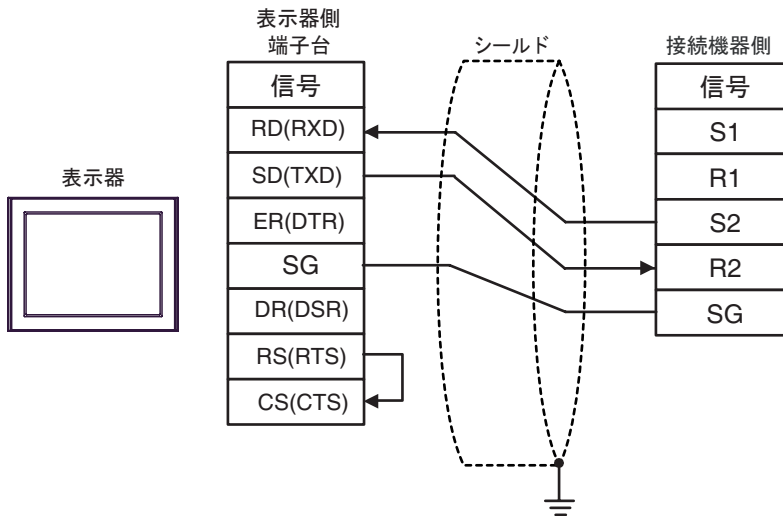 表示器側
端子台
シールド
接続機器側
信号
RD(RXD)
SD(TXD)
ER(DTR)
SG
DR(DSR)
RS(RTS)
CS(CTS)
表示器
信号
S1
R1
S2
R2
SG